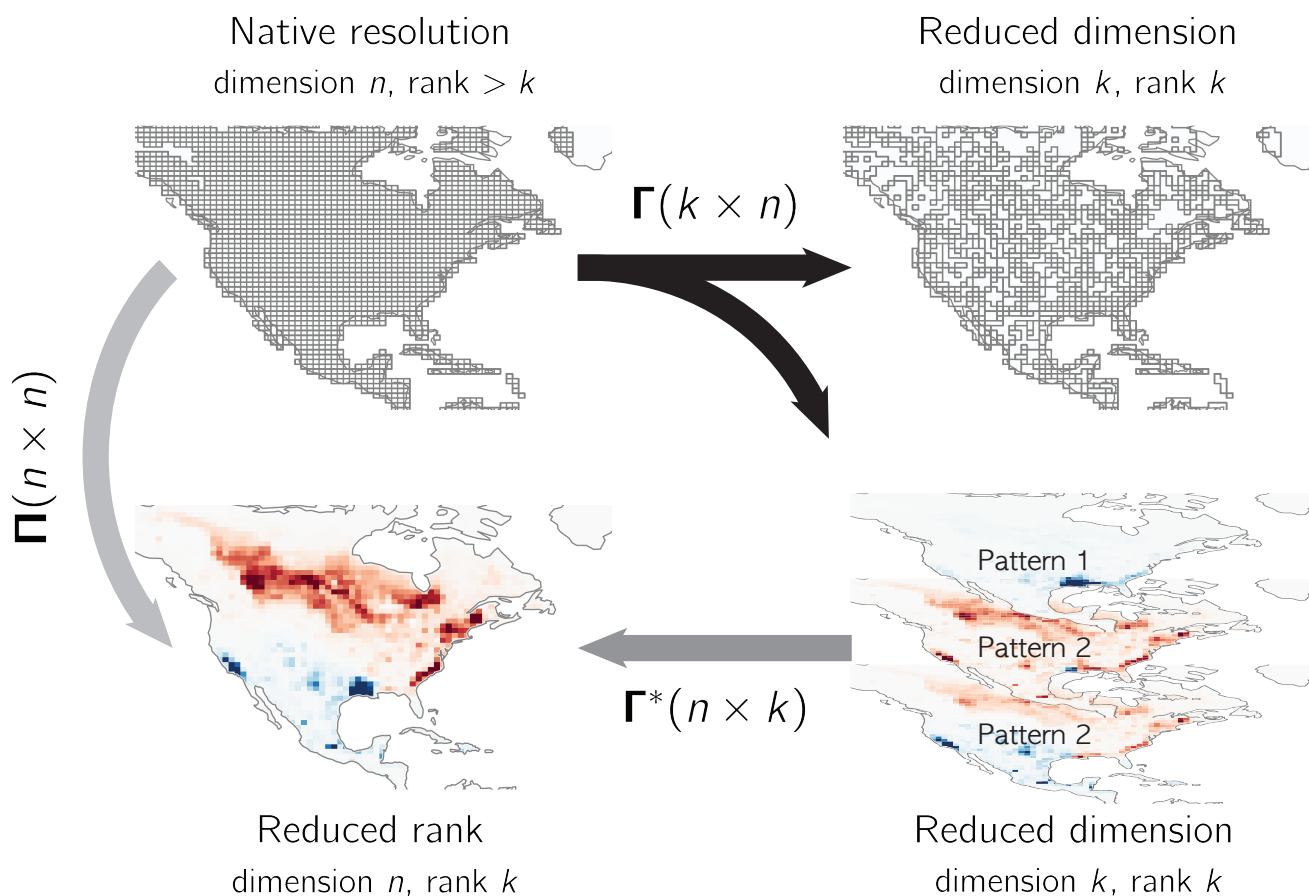 Native resolution
dimension n, rank > k
Reduced dimension
dimension k, rank k
Γ(k × n)
Π(n × n)
Pattern 1
Pattern 2
Pattern 2
Γ*(n × k)
Reduced rank
dimension n, rank k
Reduced dimension
dimension k, rank k